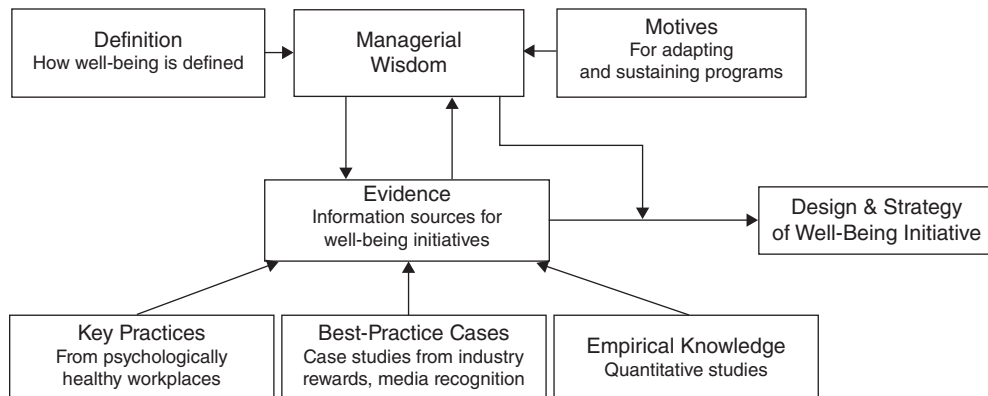 Definition
How well-being is defined
Managerial
Wisdom
Motives
For adapting
and sustaining programs
Evidence
Information sources for
well-being initiatives
Design & Strategy
of Well-Being Initiative
Key Practices
From psychologically
healthy workplaces
Best-Practice Cases
Case studies from industry
rewards, media recognition
Empirical Knowledge
Quantitative studies